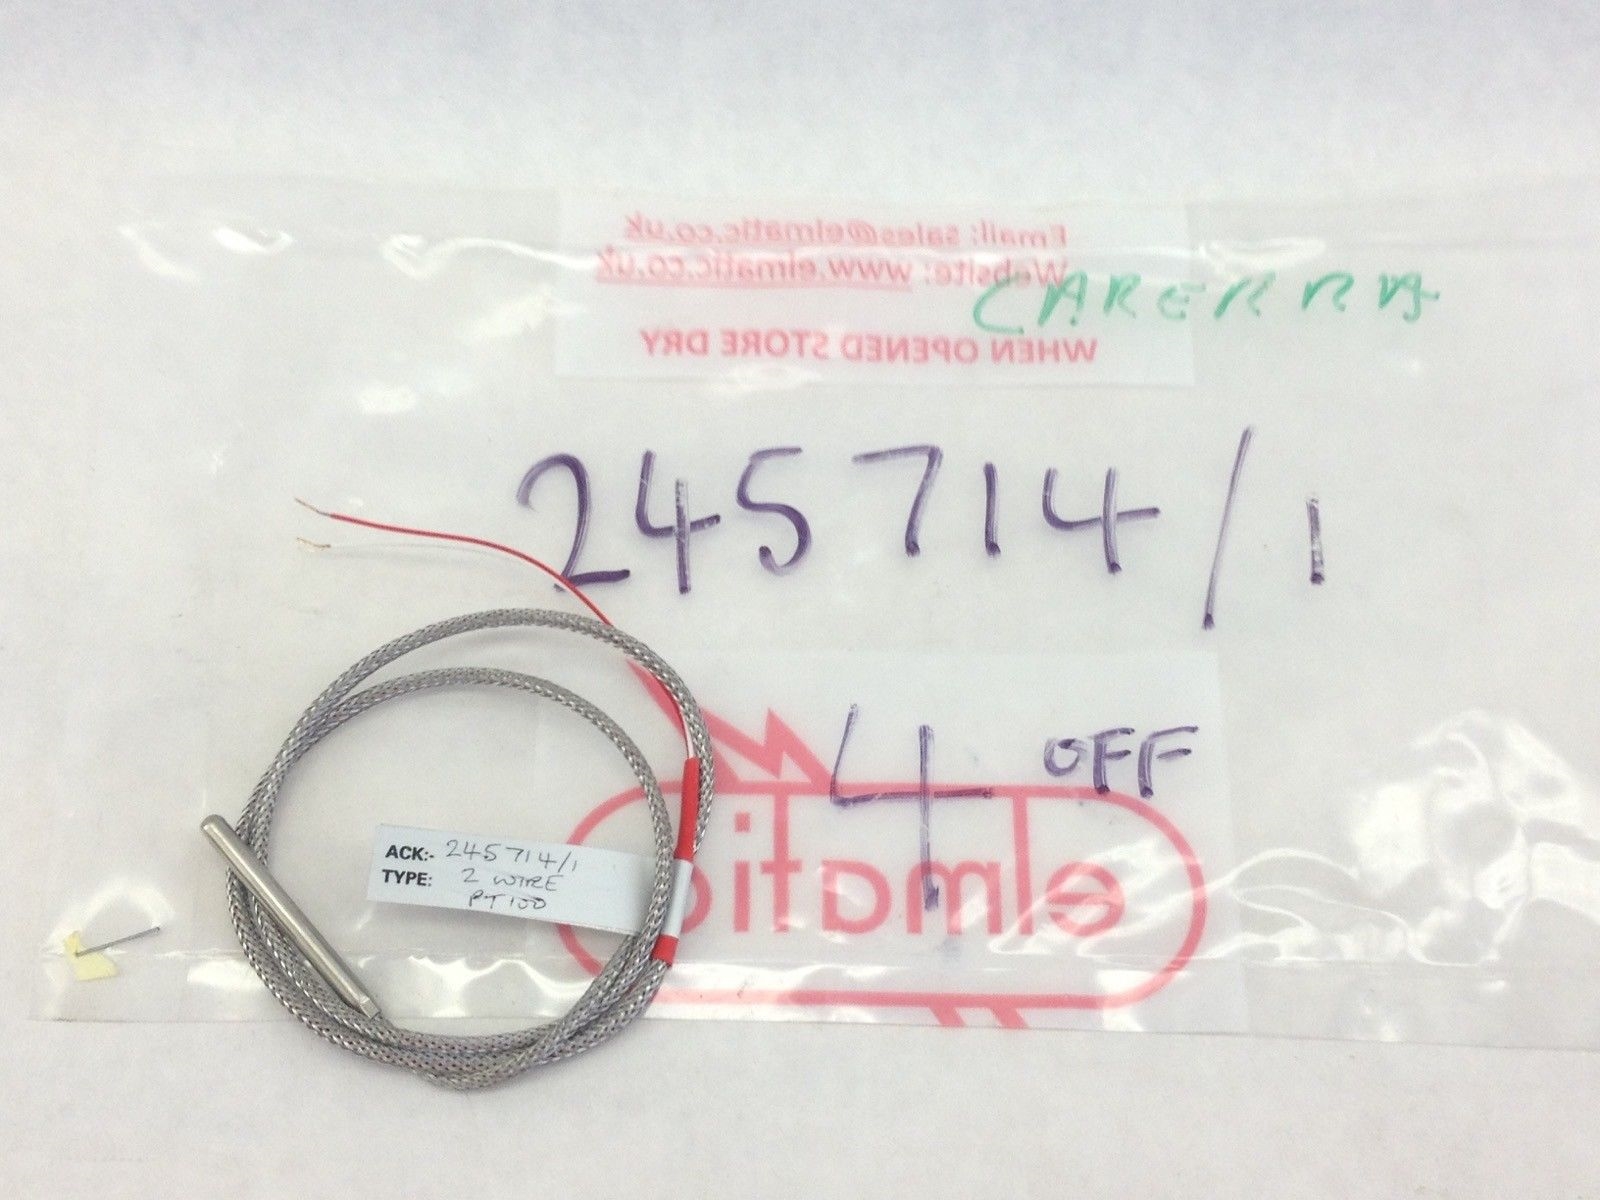 Email: sales@elmatic.co.uk
Website: www.elmatic.co.uk
CARERRA
WHEN OPENED STORE DRY
245714/1
4 OFF
elmatic
ACK:- 245714/1
TYPE: 2 WIRE
PT100